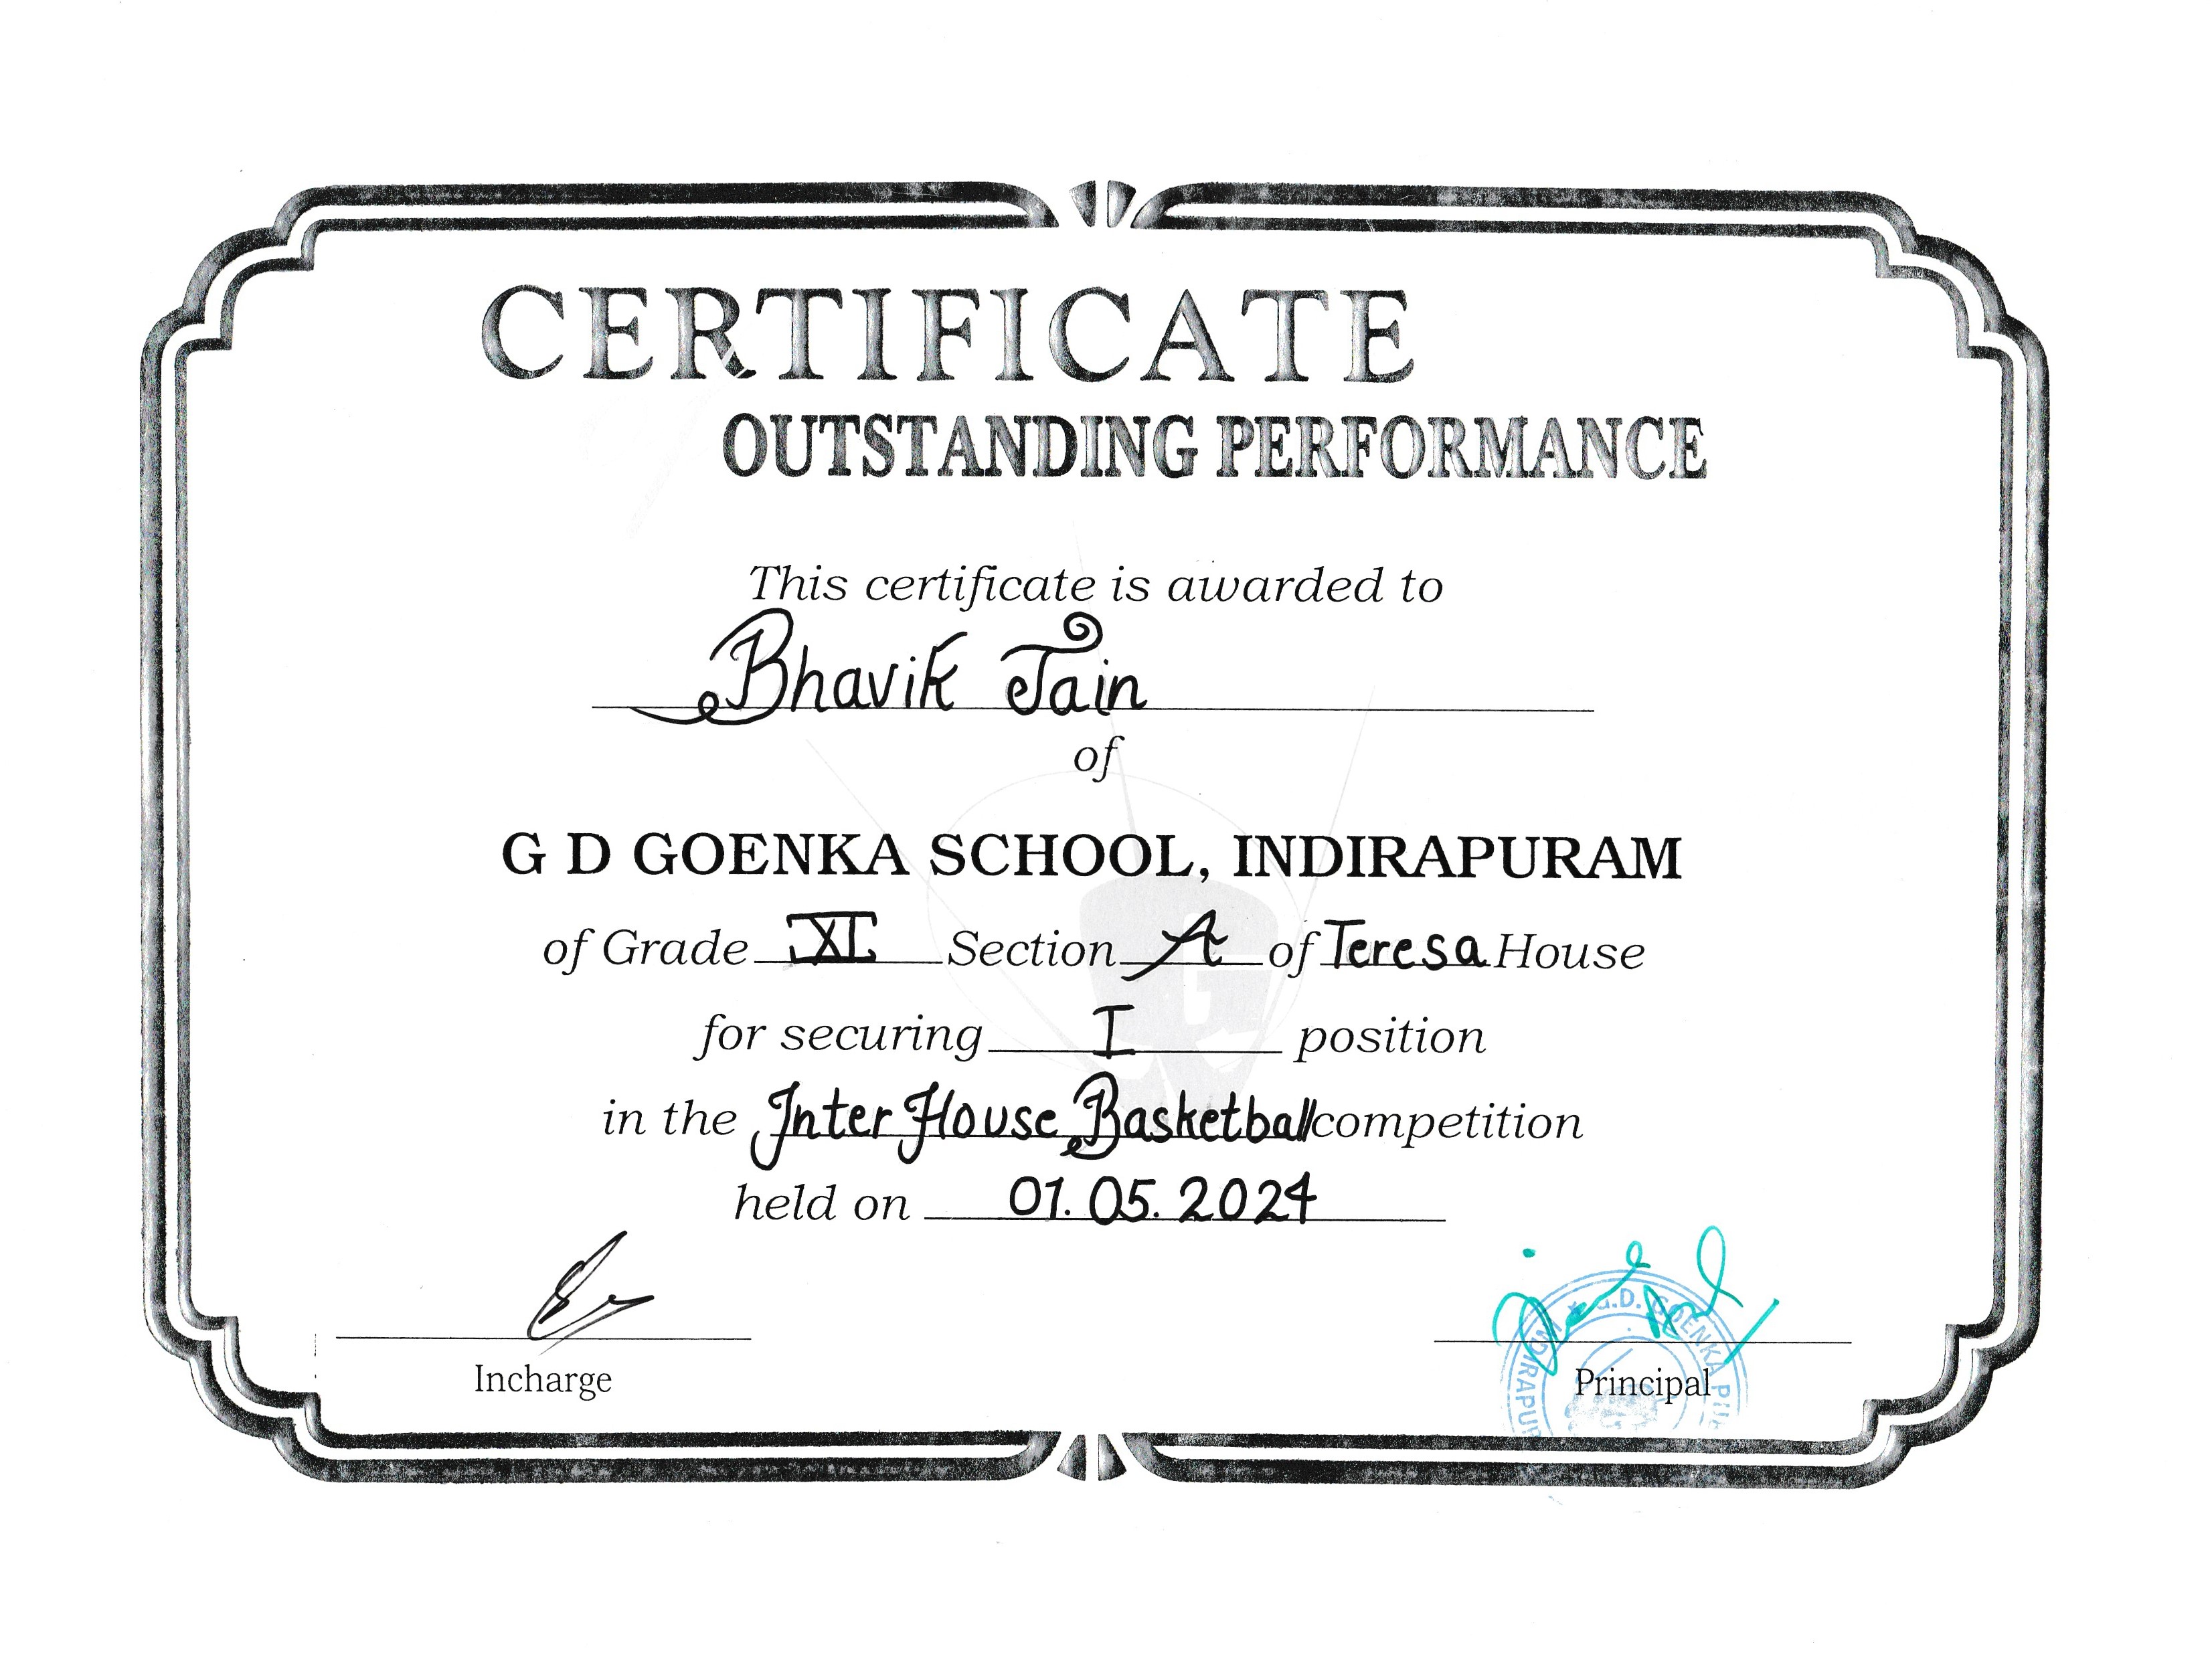 CERTIFICATE
OUTSTANDING PERFORMANCE
This certificate is awarded to
Bhavik Jain
of
G D GOENKA SCHOOL, INDIRAPURAM
of Grade XI Section A of Teresa House
for securing I position
in the Inter House Basketball competition
held on 01.05.2024
Incharge
Principal
G.D. GOENKA